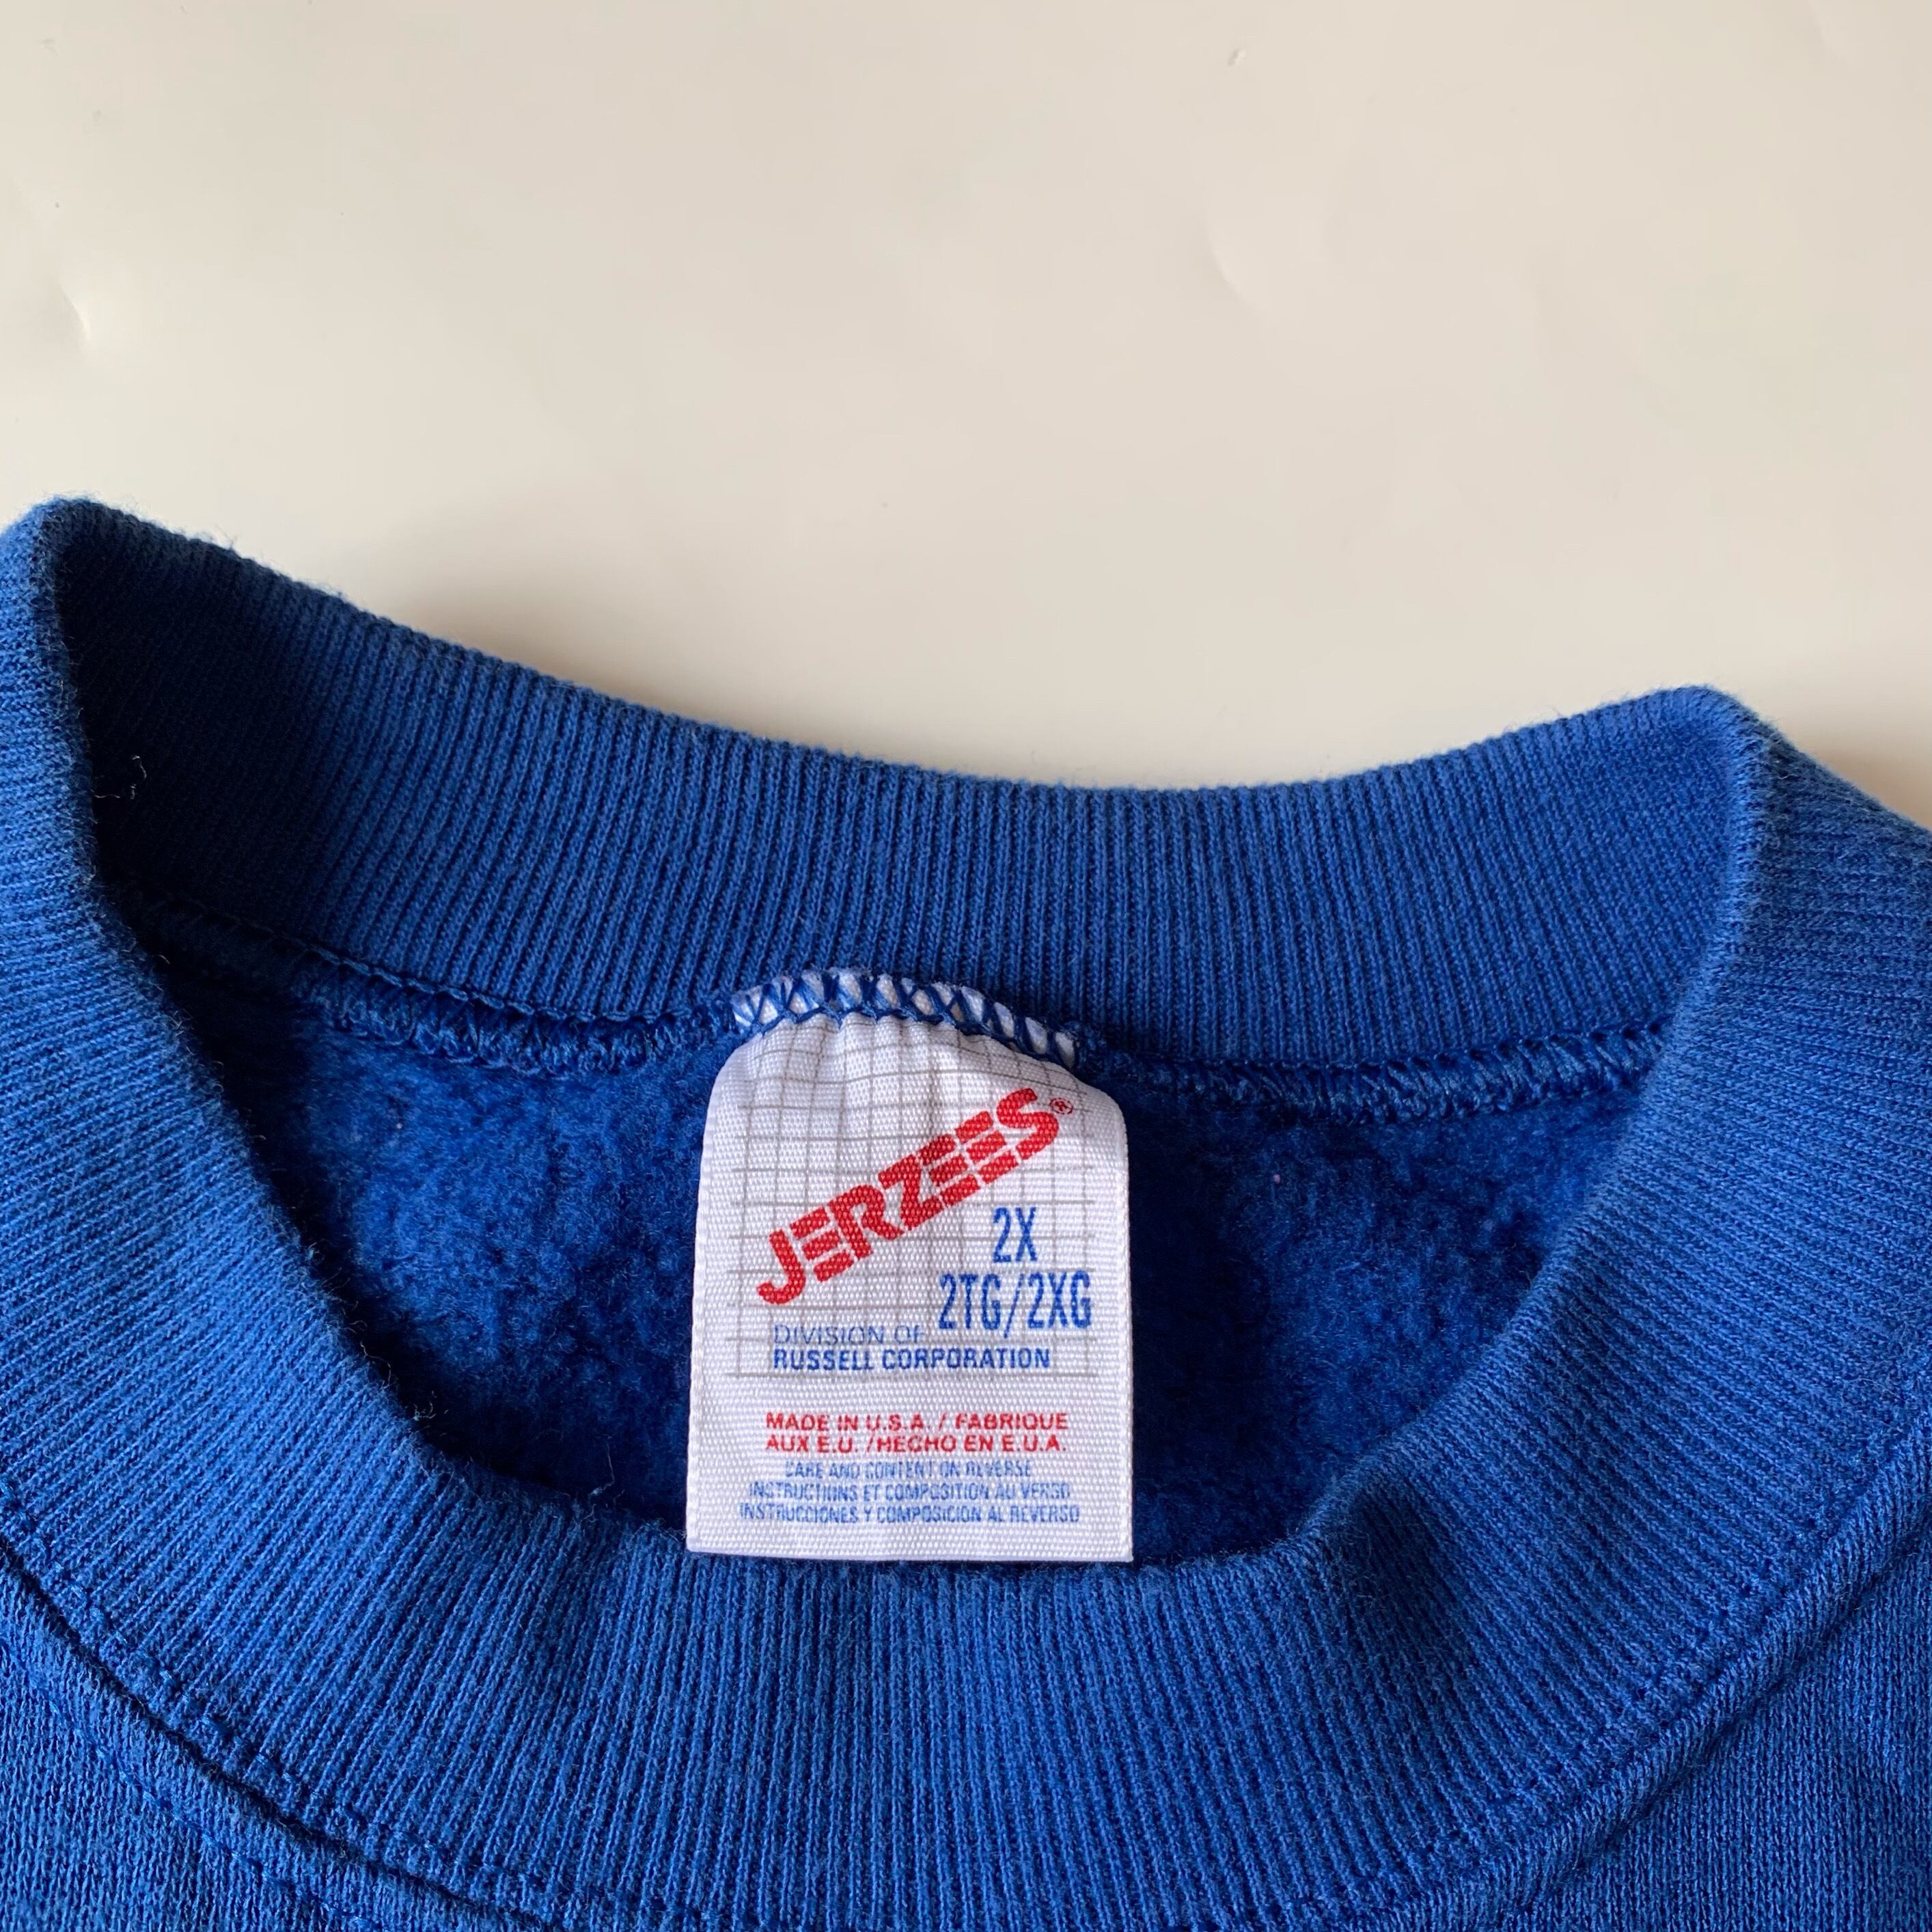 JERZEES®
2X
2TG/2XG
DIVISION OF
RUSSELL CORPORATION
MADE IN U.S.A. / FABRIQUE
AUX E.U. /HECHO EN E.U.A.
CARE AND CONTENT ON REVERSE
INSTRUCTIONS ET COMPOSITION AU VERSO
INSTRUCCIONES Y COMPOSICION AL REVERSO